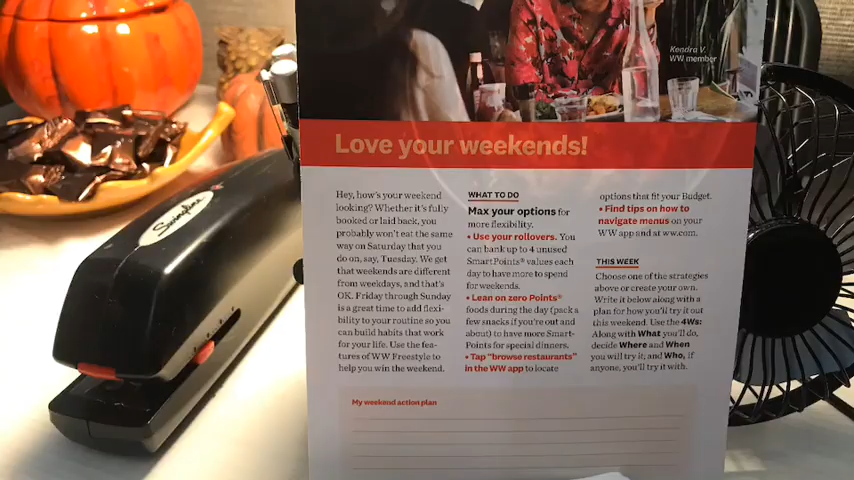 Kendra V.
WW member
Love your weekends!
Hey, how's your weekend
looking? Whether it's fully
booked or laid back, you
probably won't eat the same
way on Saturday that you
do on, say, Tuesday. We get
that weekends are different
from weekdays, and that's
OK. Friday through Sunday
is a great time to add flexi-
bility to your routine so you
can build habits that work
for your life. Use the fea-
tures of WW Freestyle to
help you win the weekend.
WHAT TO DO
Max your options for
more flexibility.
• Use your rollovers. You
can bank up to 4 unused
SmartPoints® values each
day to have more to spend
for weekends.
• Lean on zero Points®
foods during the day (pack a
few snacks if you're out and
about) to have more Smart-
Points for special dinners.
• Tap "browse restaurants"
in the WW app to locate
options that fit your Budget.
• Find tips on how to
navigate menus on your
WW app and at ww.com.
THIS WEEK
Choose one of the strategies
above or create your own.
Write it below along with a
plan for how you'll try it out
this weekend. Use the 4Ws:
Along with What you'll do,
decide Where and When
you will try it; and Who, if
anyone, you'll try it with.
My weekend action plan
Swingline